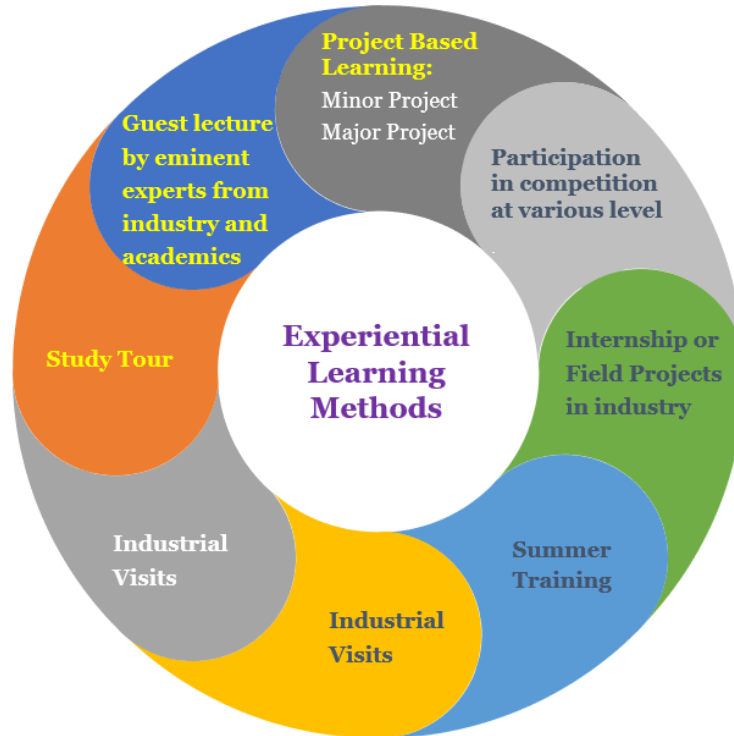 Project Based
Learning:
Minor Project
Major Project
Participation
in competition
at various level
Internship or
Field Projects
in industry
Summer
Training
Industrial
Visits
Industrial
Visits
Study Tour
Guest lecture
by eminent
experts from
industry and
academics
Experiential
Learning
Methods